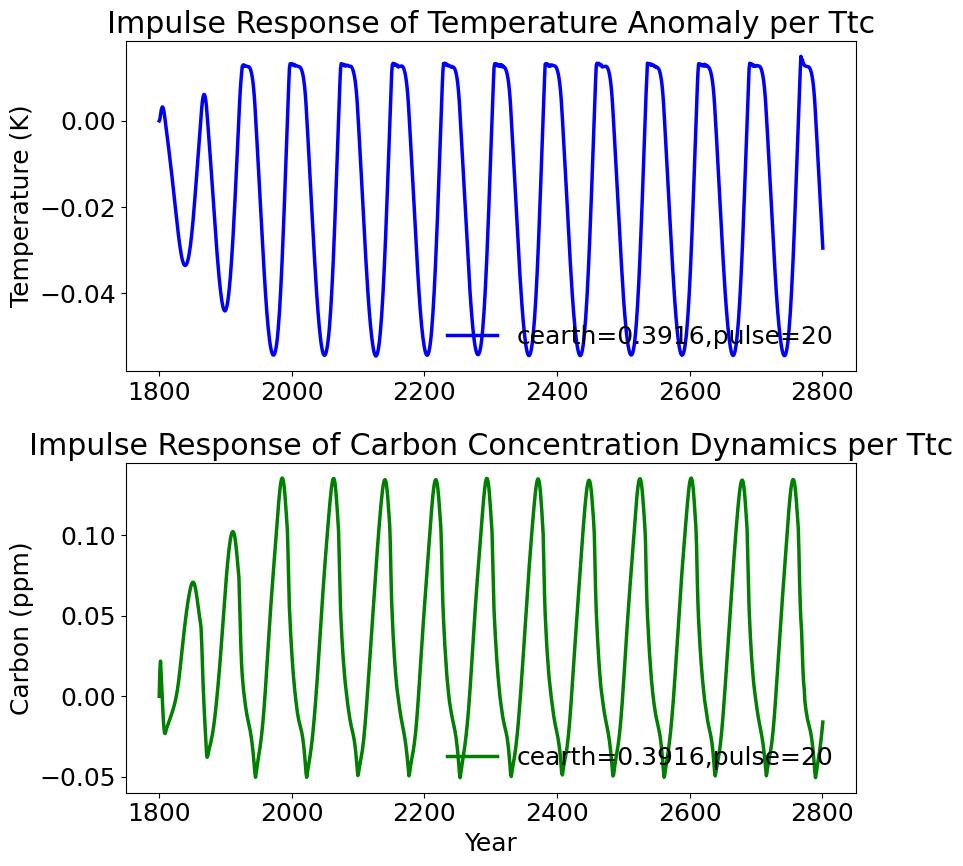 Impulse Response of Temperature Anomaly per Ttc
Temperature (K)
0.00
−0.02
−0.04
cearth=0.3916,pulse=20
1800 2000 2200 2400 2600 2800
Impulse Response of Carbon Concentration Dynamics per Ttc
Carbon (ppm)
0.10
0.05
0.00
−0.05
cearth=0.3916,pulse=20
1800 2000 2200 2400 2600 2800
Year